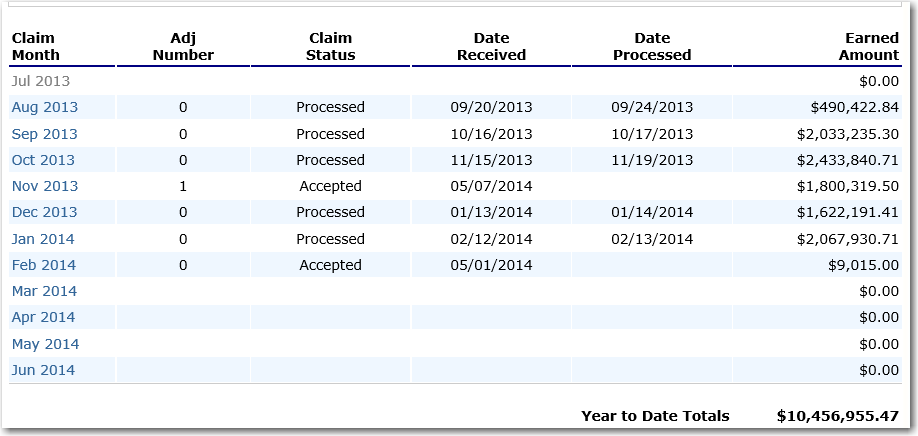 Claim Month Adj Number Claim Status Date Received Date Processed Earned Amount
Jul 2013 $0.00
Aug 2013 0 Processed 09/20/2013 09/24/2013 $490,422.84
Sep 2013 0 Processed 10/16/2013 10/17/2013 $2,033,235.30
Oct 2013 0 Processed 11/15/2013 11/19/2013 $2,433,840.71
Nov 2013 1 Accepted 05/07/2014 $1,800,319.50
Dec 2013 0 Processed 01/13/2014 01/14/2014 $1,622,191.41
Jan 2014 0 Processed 02/12/2014 02/13/2014 $2,067,930.71
Feb 2014 0 Accepted 05/01/2014 $9,015.00
Mar 2014 $0.00
Apr 2014 $0.00
May 2014 $0.00
Jun 2014 $0.00
Year to Date Totals $10,456,955.47